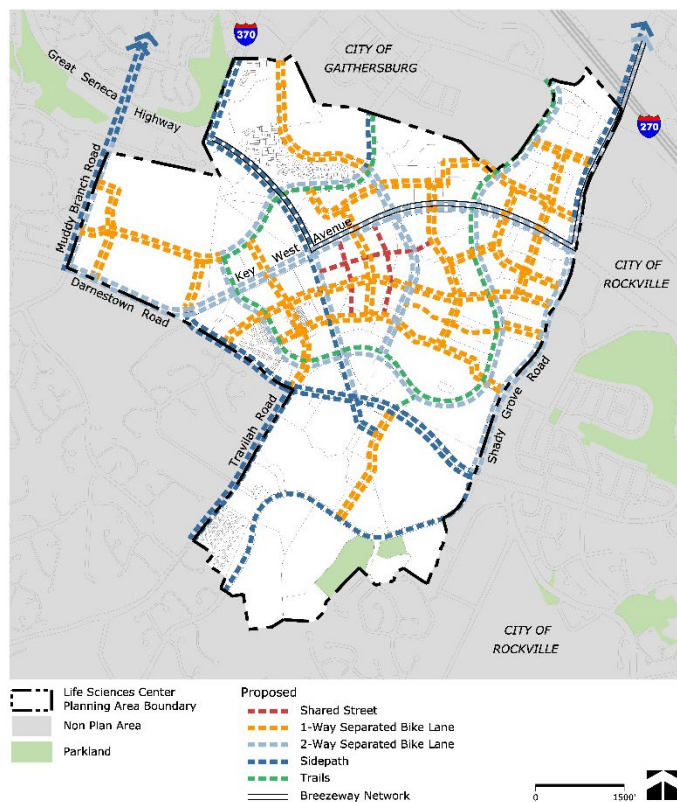 370
CITY OF
GAITHERSBURG
Great Seneca
Highway
270
Muddy Branch Road
Key West Avenue
CITY OF
ROCKVILLE
Darnestown Road
Travilah Road
Shady Grove Road
CITY OF
ROCKVILLE
Life Sciences Center
Planning Area Boundary
Non Plan Area
Parkland
Proposed
Shared Street
1-Way Separated Bike Lane
2-Way Separated Bike Lane
Sidepath
Trails
Breezeway Network
0 1500'